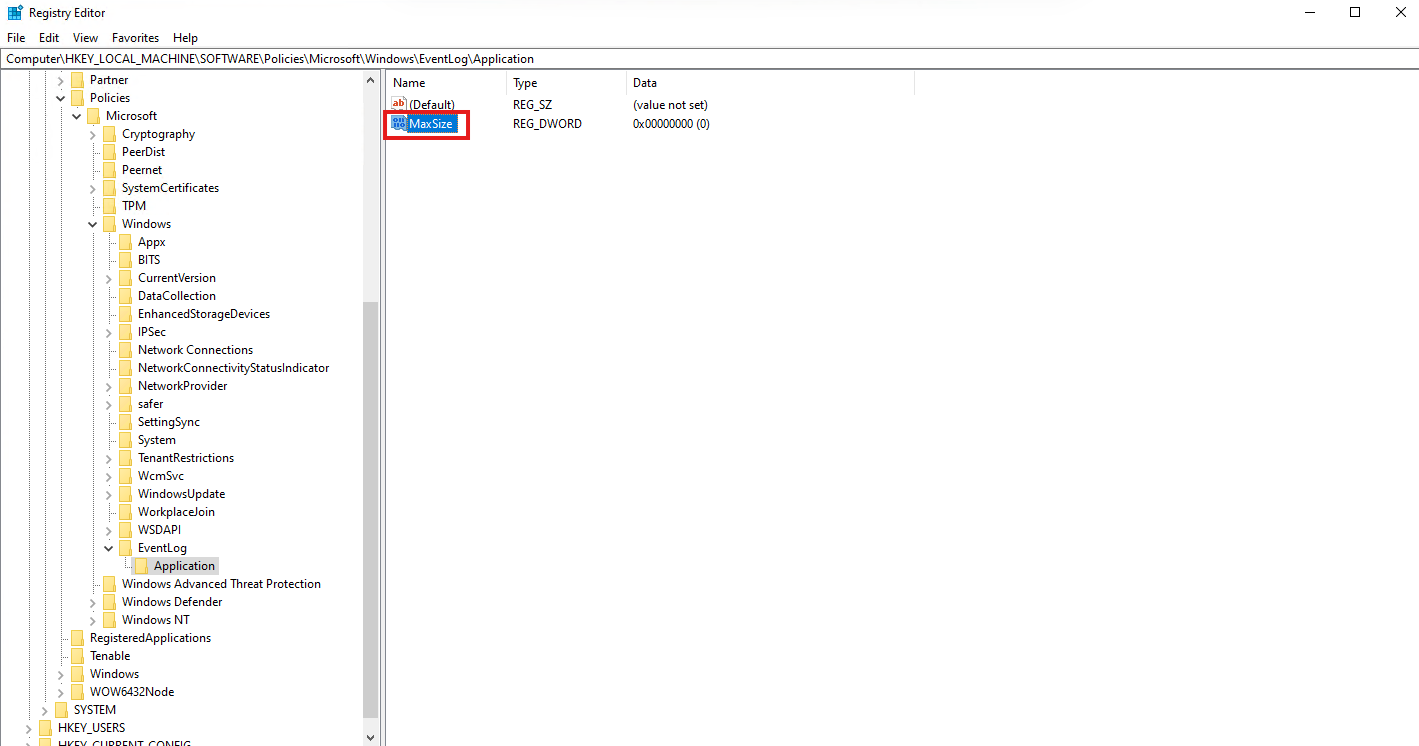 Registry Editor
File Edit View Favorites Help
Computer\HKEY_LOCAL_MACHINE\SOFTWARE\Policies\Microsoft\Windows\EventLog\Application
Partner
Policies
Microsoft
Cryptography
PeerDist
Peernet
SystemCertificates
TPM
Windows
Appx
BITS
CurrentVersion
DataCollection
EnhancedStorageDevices
IPSec
Network Connections
NetworkConnectivityStatusIndicator
NetworkProvider
safer
SettingSync
System
TenantRestrictions
WcmSvc
WindowsUpdate
WorkplaceJoin
WSDAPI
EventLog
Application
Windows Advanced Threat Protection
Windows Defender
Windows NT
RegisteredApplications
Tenable
Windows
WOW6432Node
SYSTEM
HKEY_USERS
HKEY_CURRENT_CONFIG
Name Type Data
ab (Default) REG_SZ (value not set)
MaxSize REG_DWORD 0x00000000 (0)